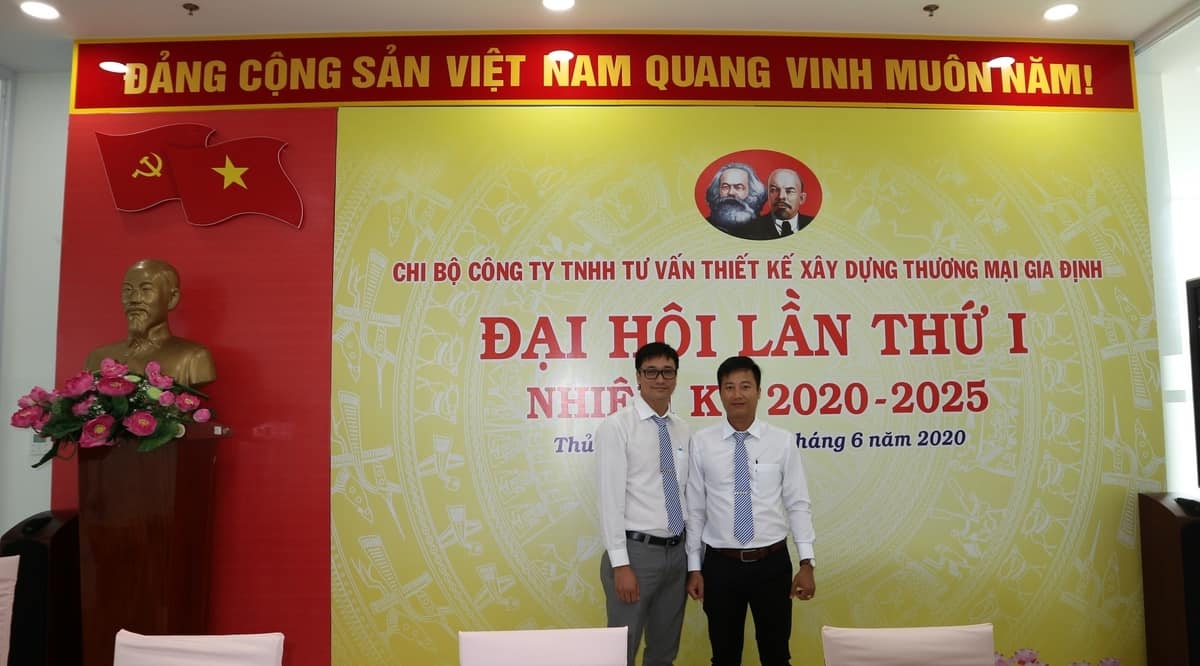 ĐẢNG CỘNG SẢN VIỆT NAM QUANG VINH MUÔN NĂM!
CHI BỘ CÔNG TY TNHH TƯ VẤN THIẾT KẾ XÂY DỰNG THƯƠNG MẠI GIA ĐỊNH
ĐẠI HỘI LẦN THỨ I
2020-2025
Thủ 6 năm 2020